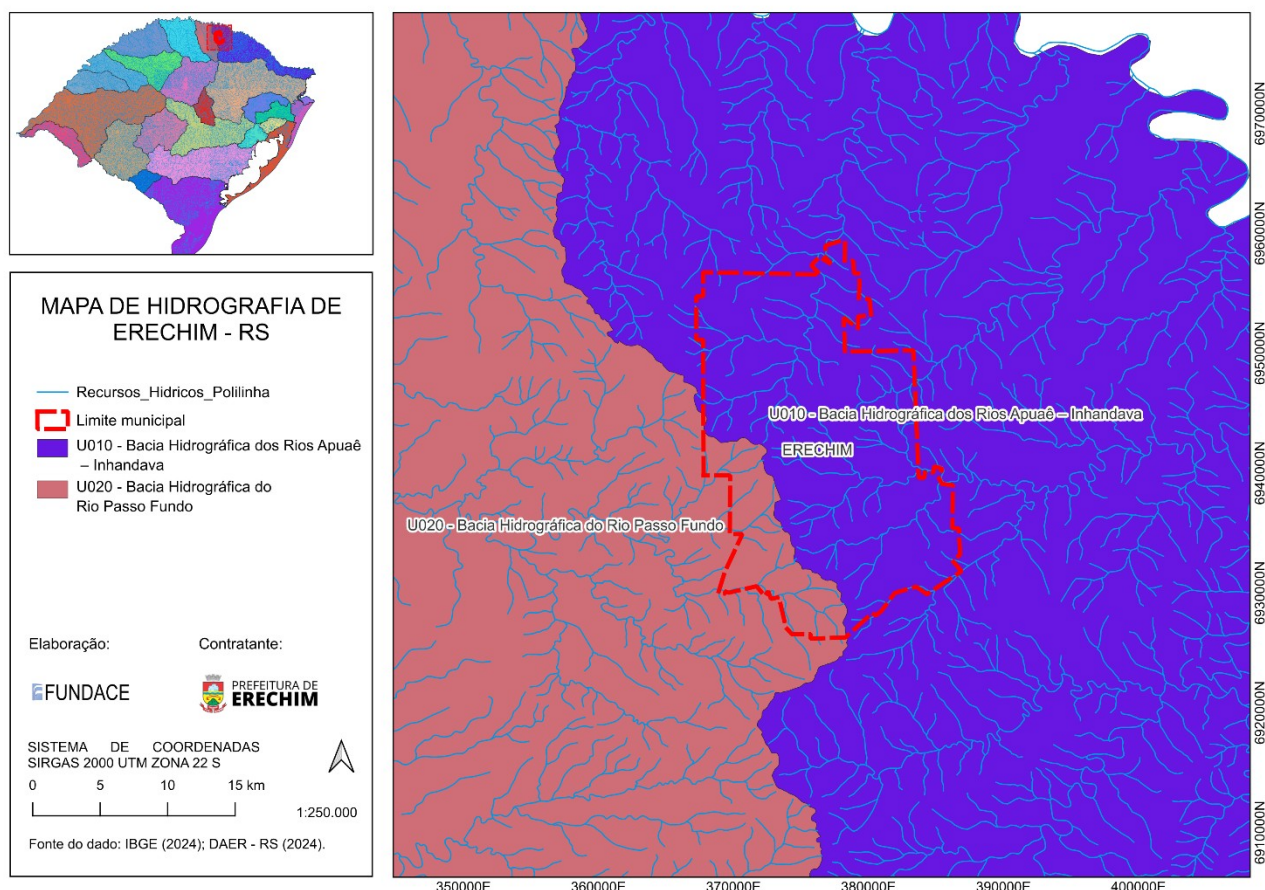 MAPA DE HIDROGRAFIA DE
ERECHIM - RS
Recursos_Hidricos_Polilinha
Limite municipal
U010 - Bacia Hidrográfica dos Rios Apuaê
– Inhandava
U020 - Bacia Hidrográfica do
Rio Passo Fundo
Elaboração:
Contratante:
FUNDACE
PREFEITURA DE
ERECHIM
SISTEMA DE COORDENADAS
SIRGAS 2000 UTM ZONA 22 S
0 5 10 15 km
1:250.000
Fonte do dado: IBGE (2024); DAER - RS (2024).
U010 - Bacia Hidrográfica dos Rios Apuaê – Inhandava
ERECHIM
U020 - Bacia Hidrográfica do Rio Passo Fundo
6970000N
6960000N
6950000N
6940000N
6930000N
6920000N
6910000N
350000E 360000E 370000E 380000E 390000E 400000E